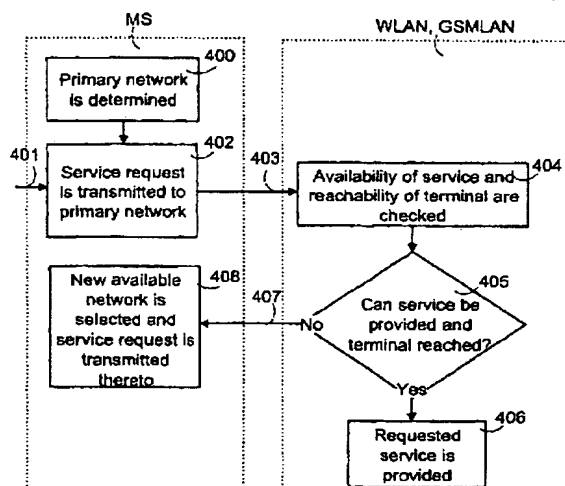 MS
WLAN, GSMLAN
400
Primary network
is determined
401
402
Service request
is transmitted to
primary network
403
404
Availability of service and
reachability of terminal are
checked
405
Can service be
provided and
terminal reached?
No
407
408
New available
network is
selected and
service request is
transmitted
thereto
Yes
406
Requested
service is
provided